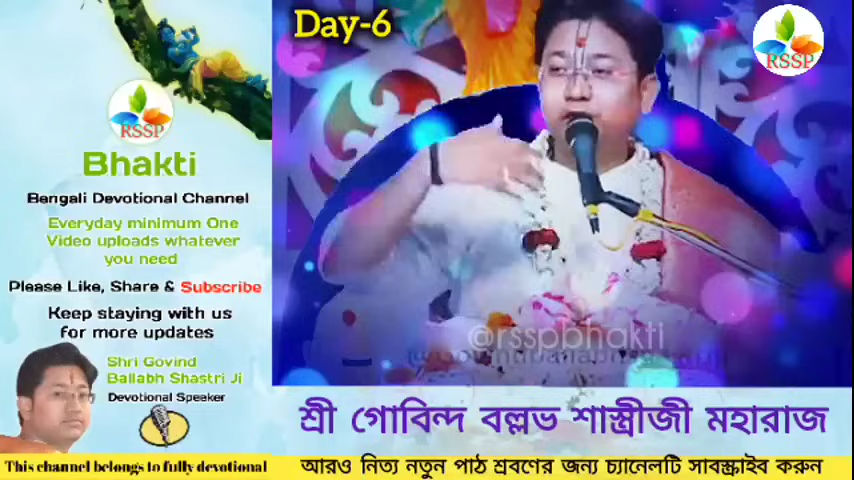 Day-6
RSSP
RSSP
Bhakti
Bengali Devotional Channel
Everyday minimum One
Video uploads whatever
you need
Please Like, Share & Subscribe
Keep staying with us
for more updates
Shri Govind
Ballabh Shastri Ji
Devotional Speaker
This channel belongs to fully devotional
@rsspbhakti
শ্রী গোবিন্দ বল্লভ শাস্ত্রীজী মহারাজ
আরও নিত্য নতুন পাঠ শ্রবণের জন্য চ্যানেলটি সাবস্ক্রাইব করুন